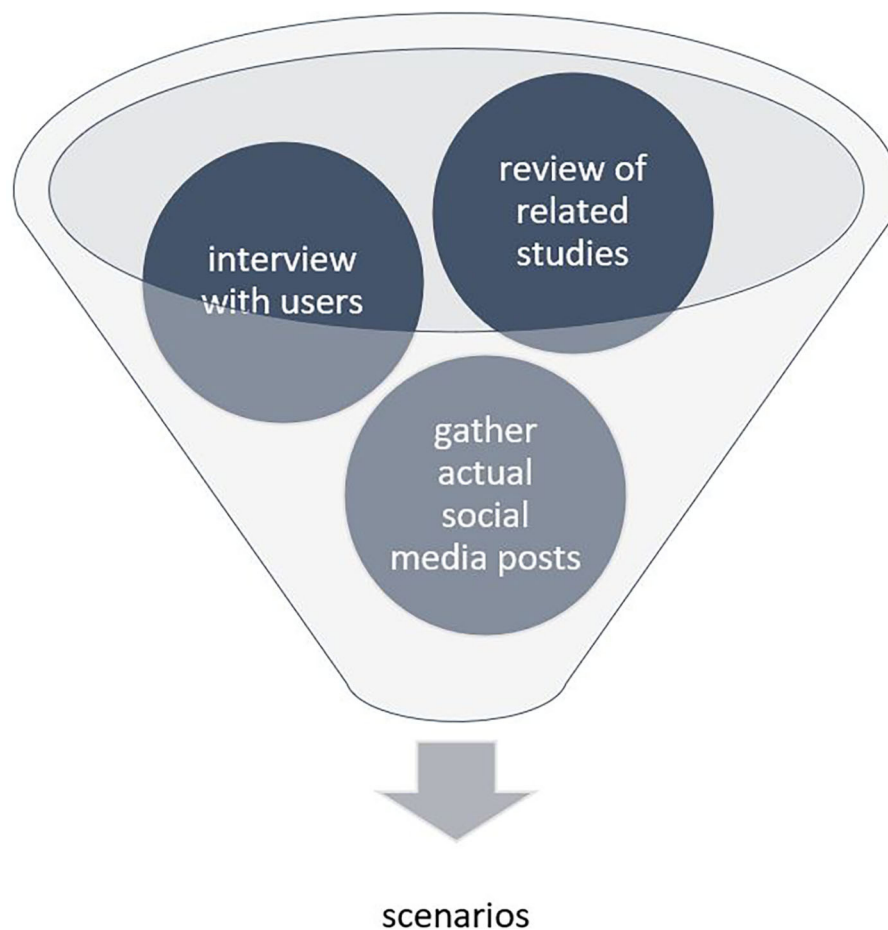 review of
related
studies
interview
with users
gather
actual
social
media posts
scenarios